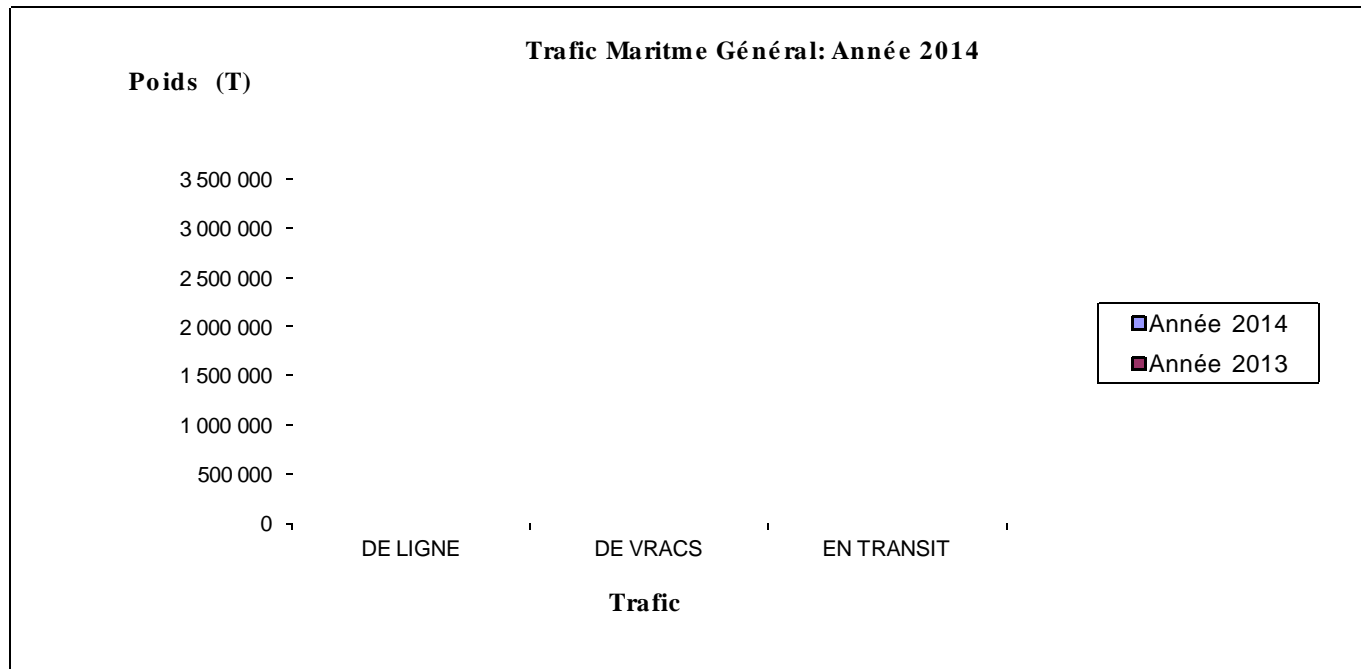 Trafic Maritme Général: Année 2014
Poids (T)
3 500 000
3 000 000
2 500 000
2 000 000
1 500 000
1 000 000
500 000
0
DE LIGNE DE VRACS EN TRANSIT
Trafic
Année 2014
Année 2013